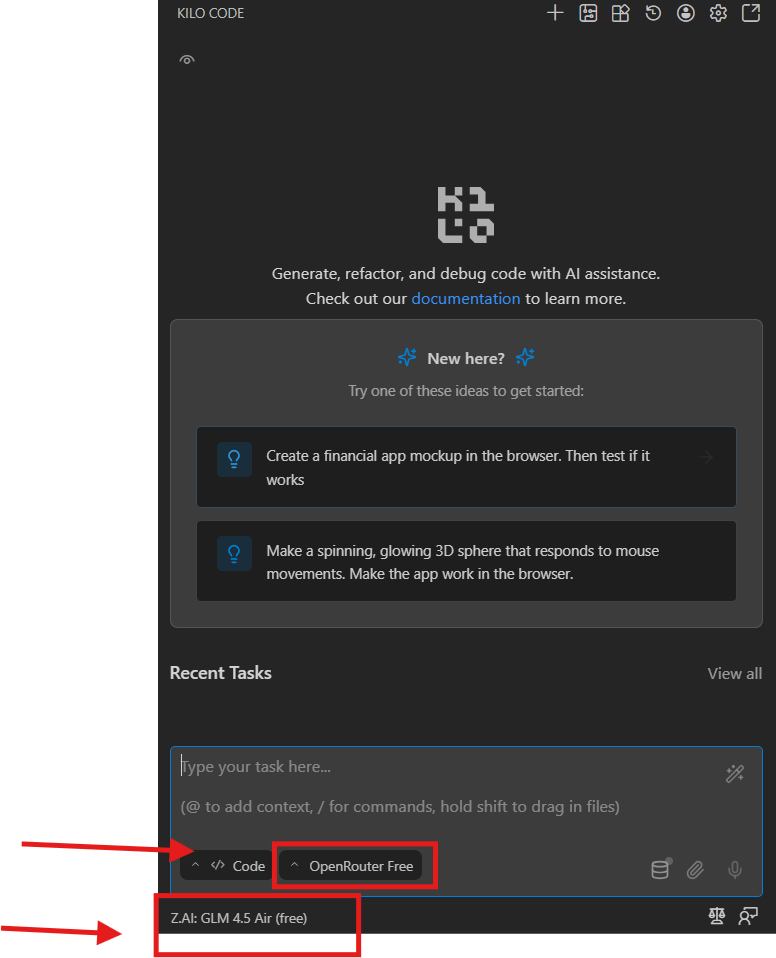 KILO CODE
K1
LO
Generate, refactor, and debug code with AI assistance.
Check out our documentation to learn more.
New here?
Try one of these ideas to get started:
Create a financial app mockup in the browser. Then test if it
works
Make a spinning, glowing 3D sphere that responds to mouse
movements. Make the app work in the browser.
Recent Tasks
View all
Type your task here...
(@ to add context, / for commands, hold shift to drag in files)
Code
OpenRouter Free
Z.AI: GLM 4.5 Air (free)